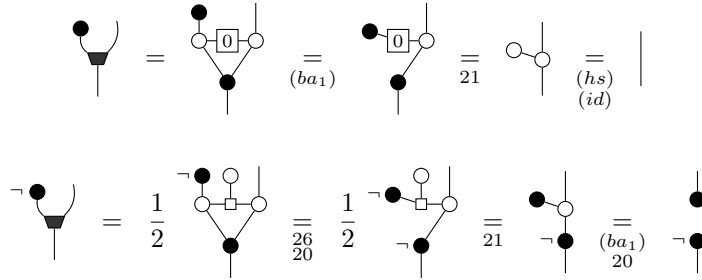 = 0 = (ba₁) 0 = 21 = (hs) (id)
¬ = 1/2 ¬ = 26 20 1/2 ¬ ¬ = 21 ¬ = (ba₁) 20 ¬